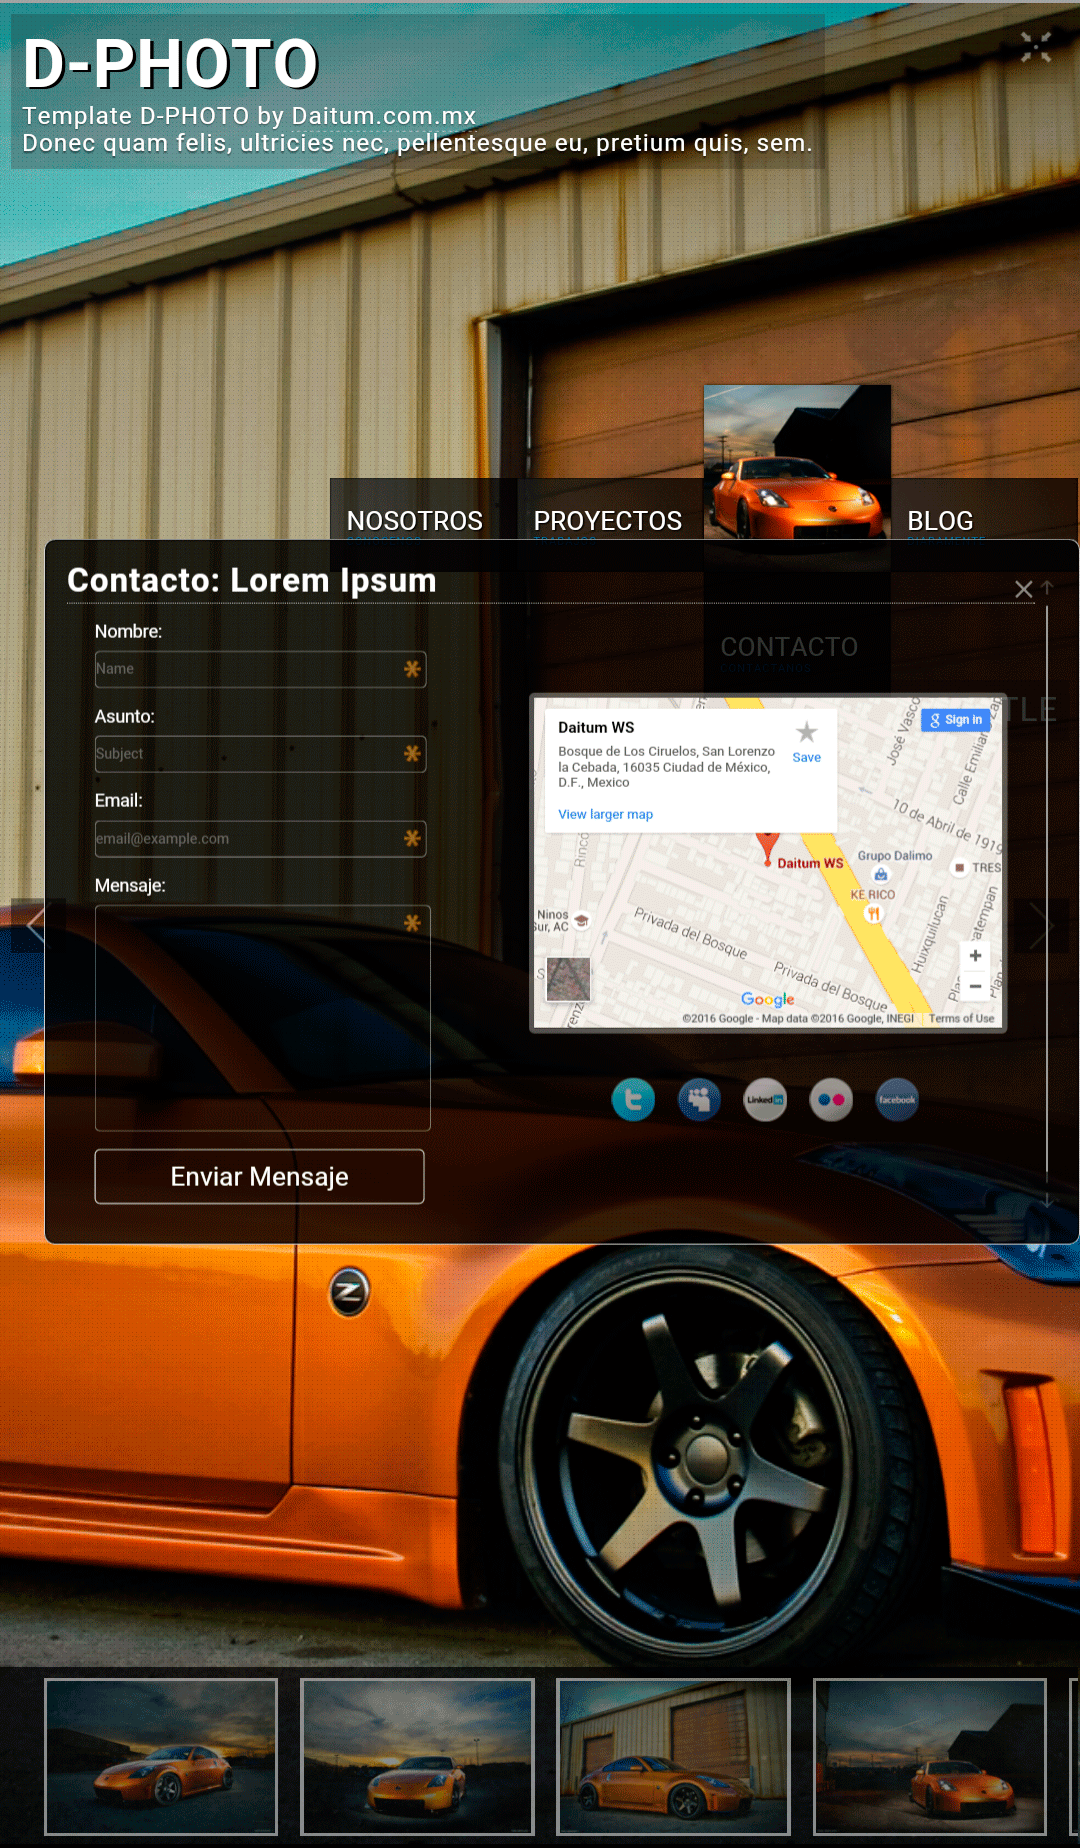 D-PHOTO
Template D-PHOTO by Daitum.com.mx
Donec quam felis, ultricies nec, pellentesque eu, pretium quis, sem.
NOSOTROS
PROYECTOS
BLOG
Contacto: Lorem Ipsum
CONTACTO
CONTACTANOS
TLE
Nombre:
Name
Asunto:
Subject
Email:
email@example.com
Mensaje:
Enviar Mensaje
Daitum WS
Bosque de Los Ciruelos, San Lorenzo
la Cebada, 16035 Ciudad de México,
D.F., Mexico
Save
View larger map
Sign in
José Vasco
Calle Emilian
10 de Abril de 1919
Daitum WS
Grupo Dalimo
TRES
KE RICO
Rinco
Ninos
Sur, AC
Privada del Bosque
Privada del Bosque
Huixquilucan
Google
©2016 Google - Map data ©2016 Google, INEGI
Terms of Use
Linked in
facebook